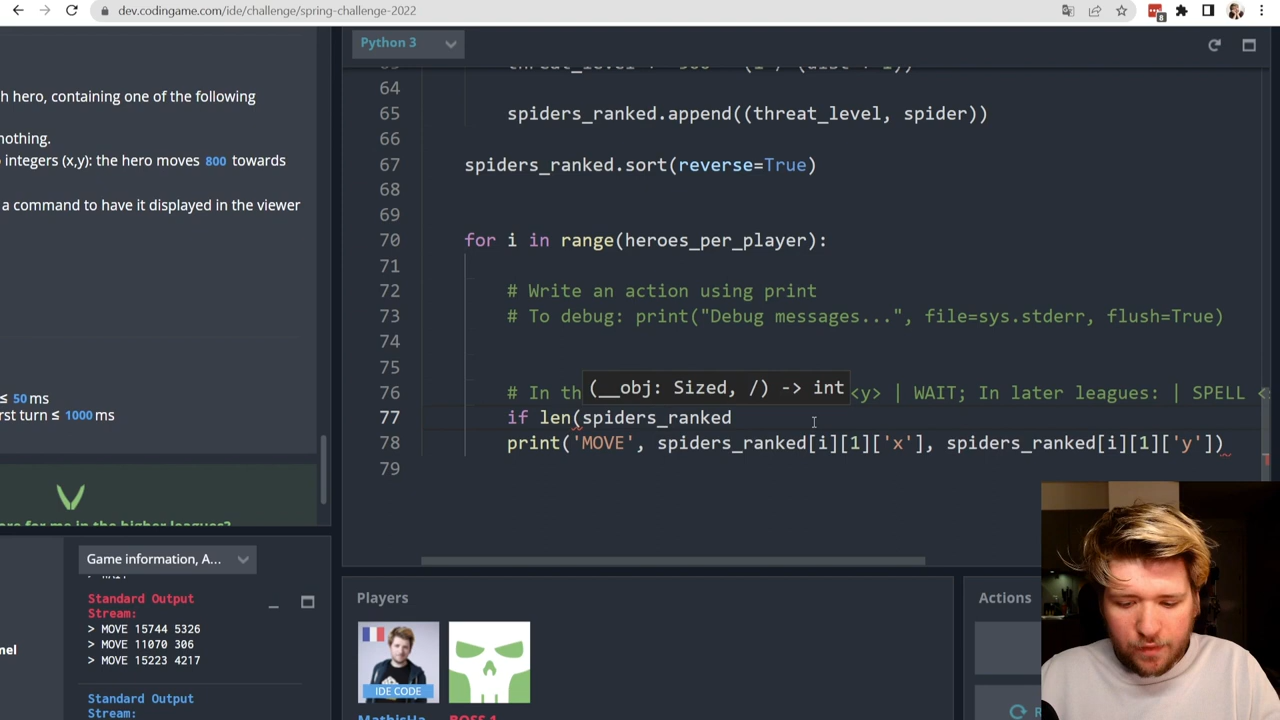 dev.codingame.com/ide/challenge/spring-challenge-2022
8
h hero, containing one of the following
nothing.
integers (x,y): the hero moves 800 towards
a command to have it displayed in the viewer
≤ 50 ms
rst turn ≤ 1000 ms
Game information, A...
Standard Output
Stream:
> MOVE 15744 5326
> MOVE 11070 306
> MOVE 15223 4217
Standard Output
Stream:
Python 3
64
65 spiders_ranked.append((threat_level, spider))
66
67 spiders_ranked.sort(reverse=True)
68
69
70 for i in range(heroes_per_player):
71
72 # Write an action using print
73 # To debug: print("Debug messages...", file=sys.stderr, flush=True)
74
75
(__obj: Sized, /) -> int
76 # In th <y> | WAIT; In later leagues: | SPELL
77 if len(spiders_ranked
78 print('MOVE', spiders_ranked[i][1]['x'], spiders_ranked[i][1]['y'])
79
Players
IDE CODE
Actions